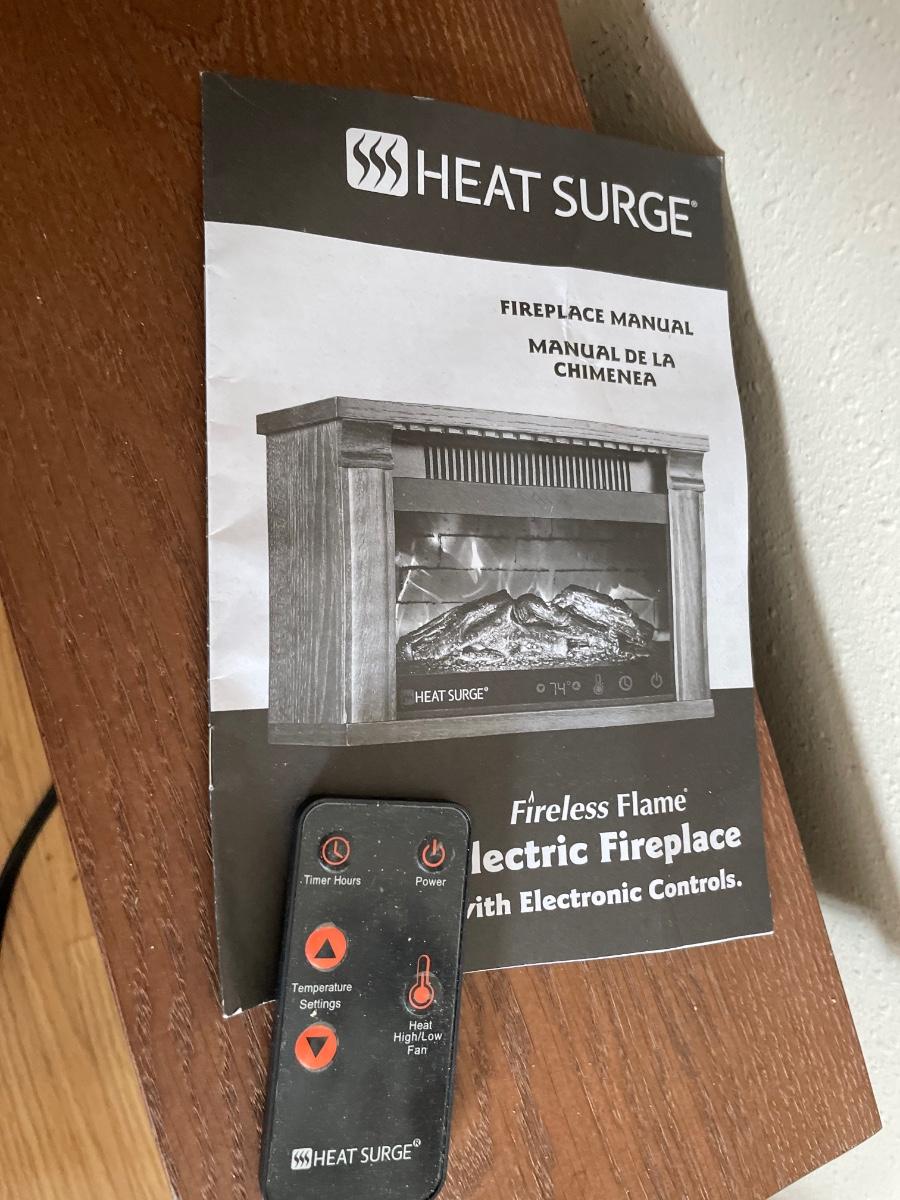 HEAT SURGE®
FIREPLACE MANUAL
MANUAL DE LA
CHIMENEA
HEAT SURGE®
74°
Fireless Flame®
lectric Fireplace
with Electronic Controls.
Timer Hours
Power
Temperature
Settings
Heat
High/Low
Fan
HEAT SURGE®